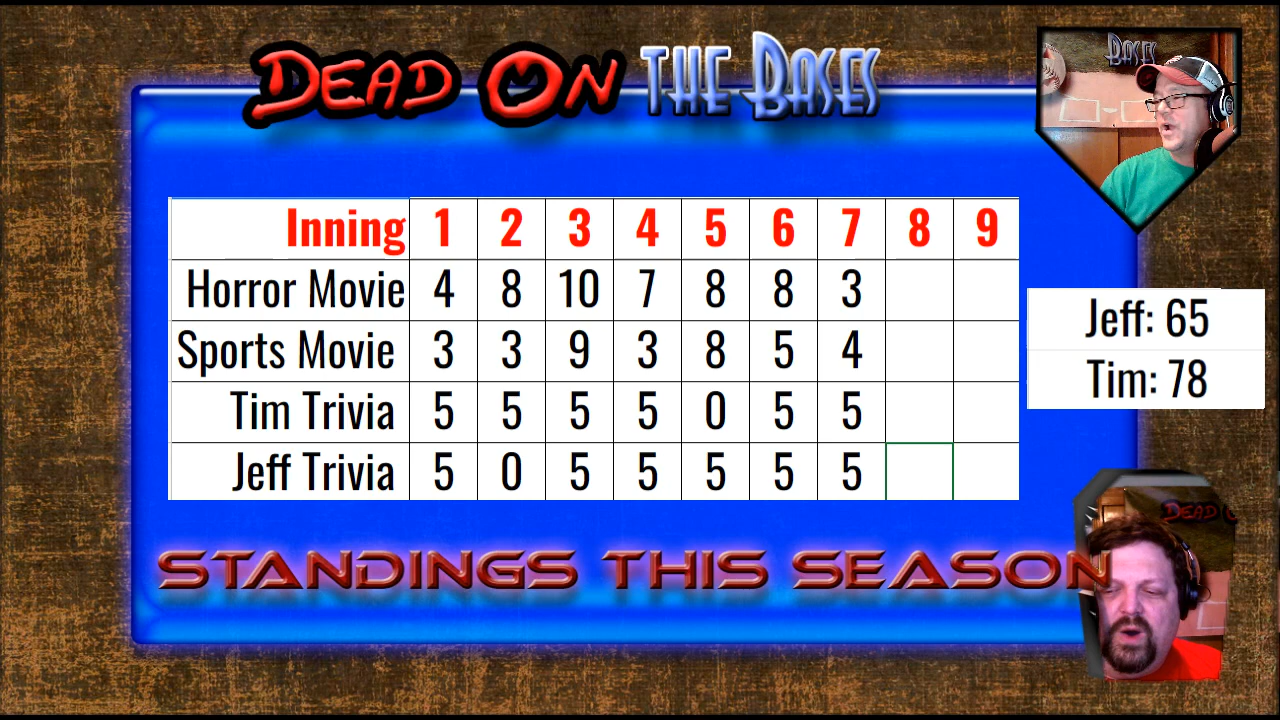 DEAD ON THE BASES
BASES
Inning 1 2 3 4 5 6 7 8 9
Horror Movie 4 8 10 7 8 8 3
Sports Movie 3 3 9 3 8 5 4
Tim Trivia 5 5 5 5 0 5 5
Jeff Trivia 5 0 5 5 5 5 5
Jeff: 65
Tim: 78
DEAD
STANDINGS THIS SEASON